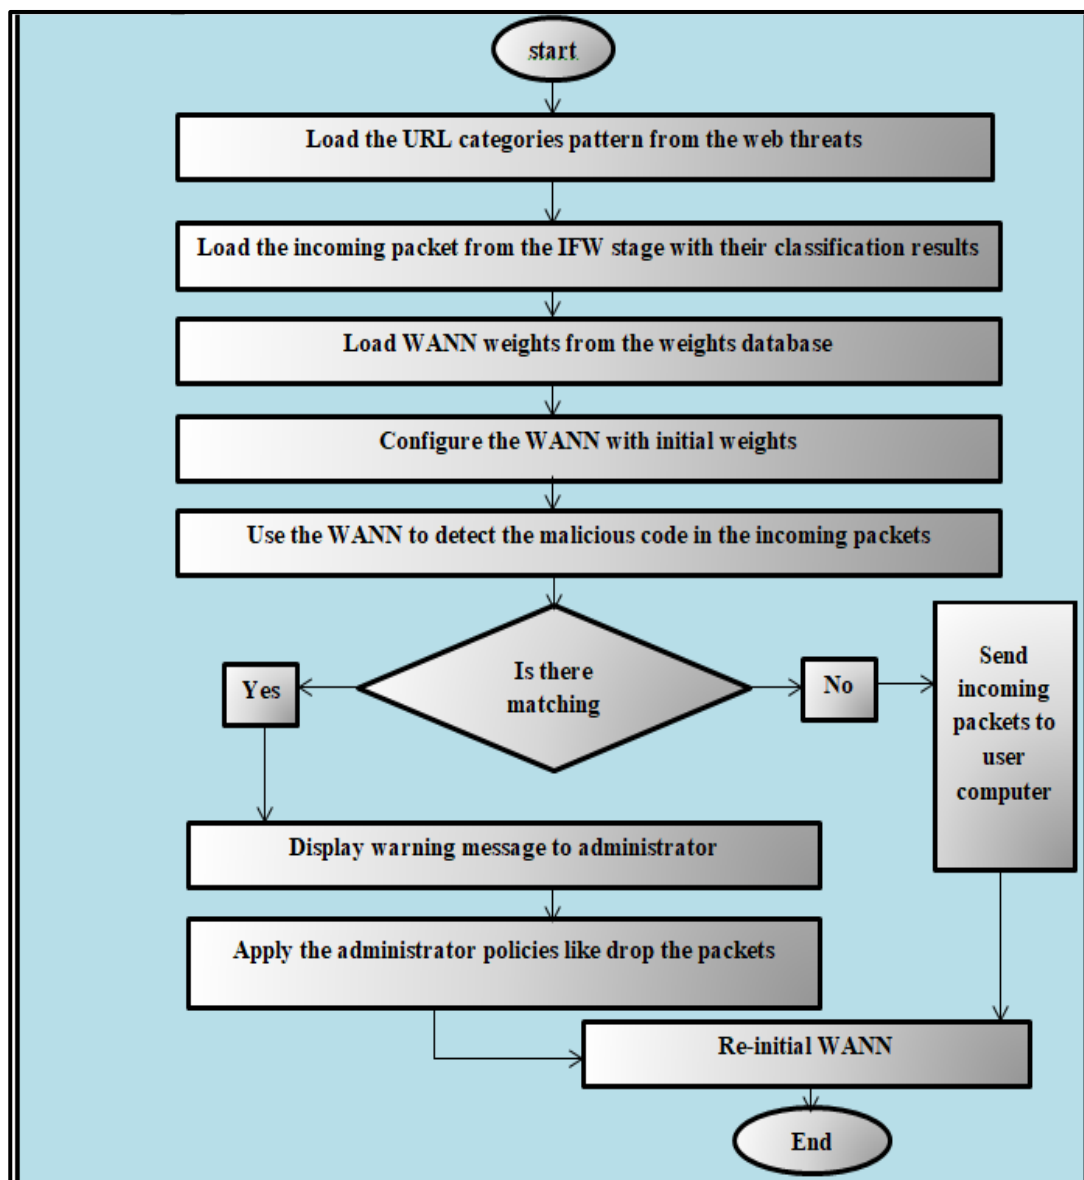 start
Load the URL categories pattern from the web threats
Load the incoming packet from the IFW stage with their classification results
Load WANN weights from the weights database
Configure the WANN with initial weights
Use the WANN to detect the malicious code in the incoming packets
Is there
matching
Yes
No
Send
incoming
packets to
user
computer
Display warning message to administrator
Apply the administrator policies like drop the packets
Re-initial WANN
End